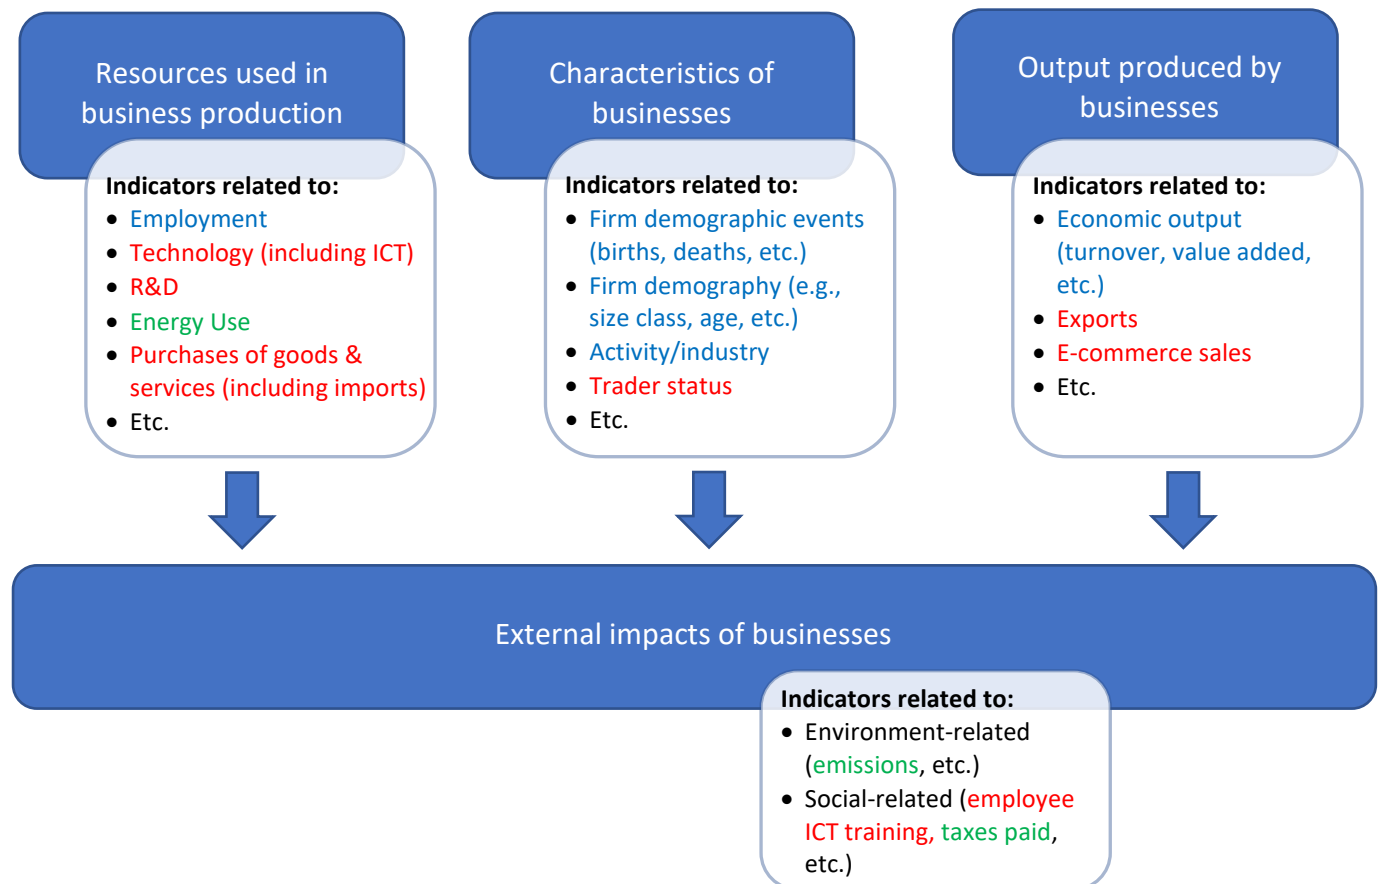 Resources used in
business production
Indicators related to:
• Employment
• Technology (including ICT)
• R&D
• Energy Use
• Purchases of goods &
services (including imports)
• Etc.
Characteristics of
businesses
Indicators related to:
• Firm demographic events
(births, deaths, etc.)
• Firm demography (e.g.,
size class, age, etc.)
• Activity/industry
• Trader status
• Etc.
Output produced by
businesses
Indicators related to:
• Economic output
(turnover, value added,
etc.)
• Exports
• E-commerce sales
• Etc.
External impacts of businesses
Indicators related to:
• Environment-related
(emissions, etc.)
• Social-related (employee
ICT training, taxes paid,
etc.)